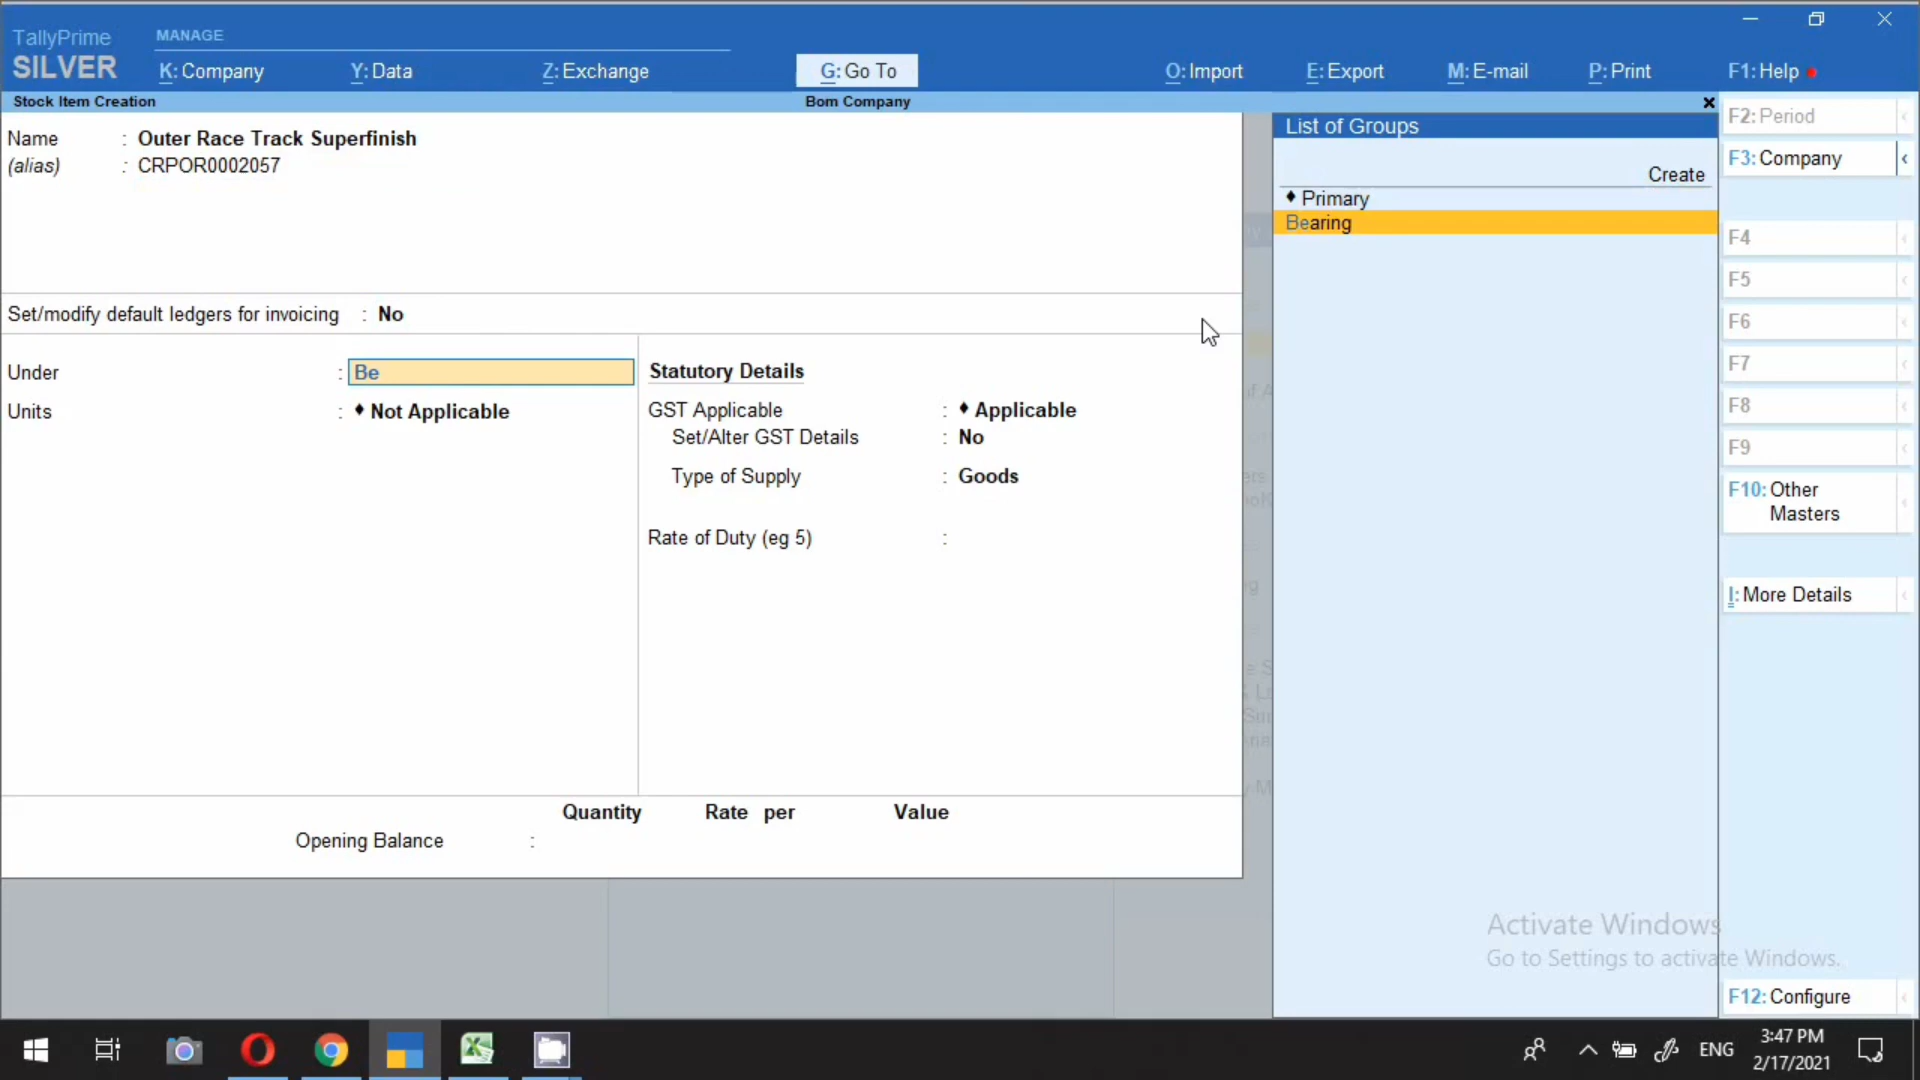 TallyPrime
SILVER
MANAGE
K: Company
Y: Data
Z: Exchange
G: Go To
O: Import
E: Export
M: E-mail
P: Print
F1: Help
Stock Item Creation
Bom Company
Name : Outer Race Track Superfinish
(alias) : CRPOR0002057
Set/modify default ledgers for invoicing : No
Under : Be
Units : ♦ Not Applicable
Statutory Details
GST Applicable : ♦ Applicable
Set/Alter GST Details : No
Type of Supply : Goods
Rate of Duty (eg 5) :
Quantity Rate per Value
Opening Balance :
List of Groups
Create
♦ Primary
Bearing
F2: Period
F3: Company
F4
F5
F6
F7
F8
F9
F10: Other
Masters
I: More Details
F12: Configure
Activate Windows
Go to Settings to activate Windows.
ENG
3:47 PM
2/17/2021